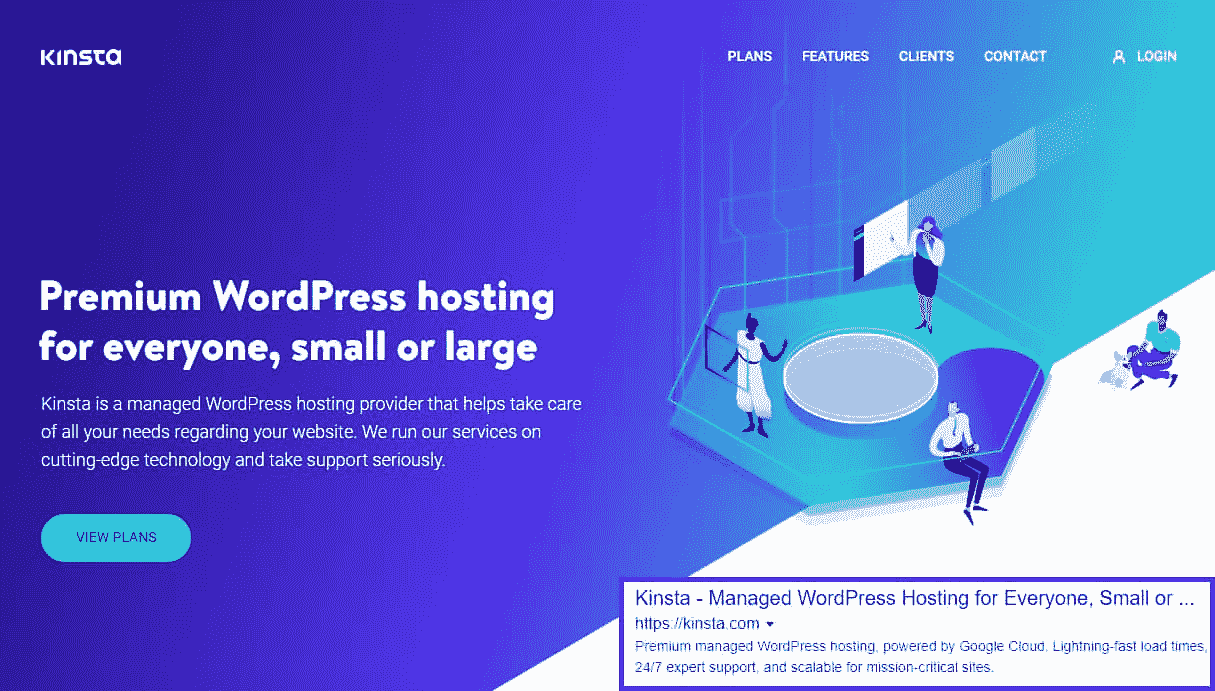 KINSTA
PLANS FEATURES CLIENTS CONTACT LOGIN
Premium WordPress hosting
for everyone, small or large
Kinsta is a managed WordPress hosting provider that helps take care
of all your needs regarding your website. We run our services on
cutting-edge technology and take support seriously.
VIEW PLANS
Kinsta - Managed WordPress Hosting for Everyone, Small or ...
https://kinsta.com
Premium managed WordPress hosting, powered by Google Cloud. Lightning-fast load times,
24/7 expert support, and scalable for mission-critical sites.